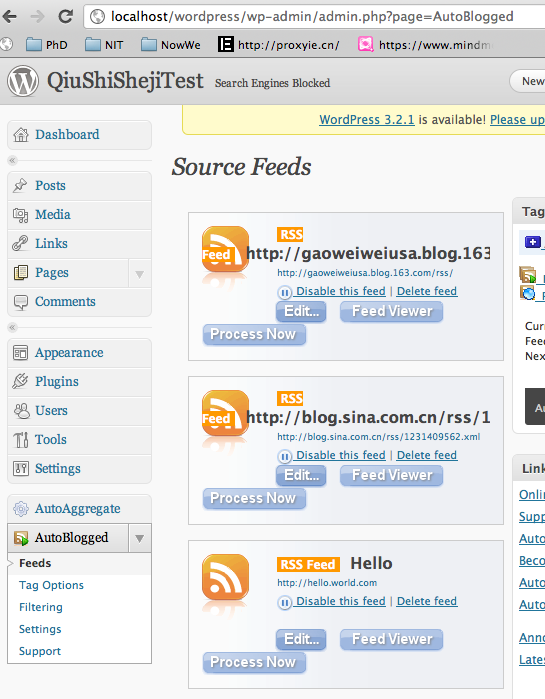 localhost/wordpress/wp-admin/admin.php?page=AutoBlogged
PhD NIT NowWe http://proxyie.cn/ https://www.mindm
QiuShiShejiTest Search Engines Blocked New
WordPress 3.2.1 is available! Please up
Dashboard
Posts
Media
Links
Pages
Comments
Appearance
Plugins
Users
Tools
Settings
AutoAggregate
AutoBlogged
Feeds
Tag Options
Filtering
Settings
Support
Source Feeds
RSS
Feed http://gaoweiweiusa.blog.163
http://gaoweiweiusa.blog.163.com/rss/
Disable this feed | Delete feed
Edit... Feed Viewer
Process Now
RSS
Feed http://blog.sina.com.cn/rss/1
http://blog.sina.com.cn/rss/1231409562.xml
Disable this feed | Delete feed
Edit... Feed Viewer
Process Now
RSS Feed Hello
http://hello.world.com
Disable this feed | Delete feed
Edit... Feed Viewer
Process Now
Tag
Curr
Feed
Next
Au
Link
Onlin
Supp
Auto
Beco
Auto
Auto
Anno
Lates